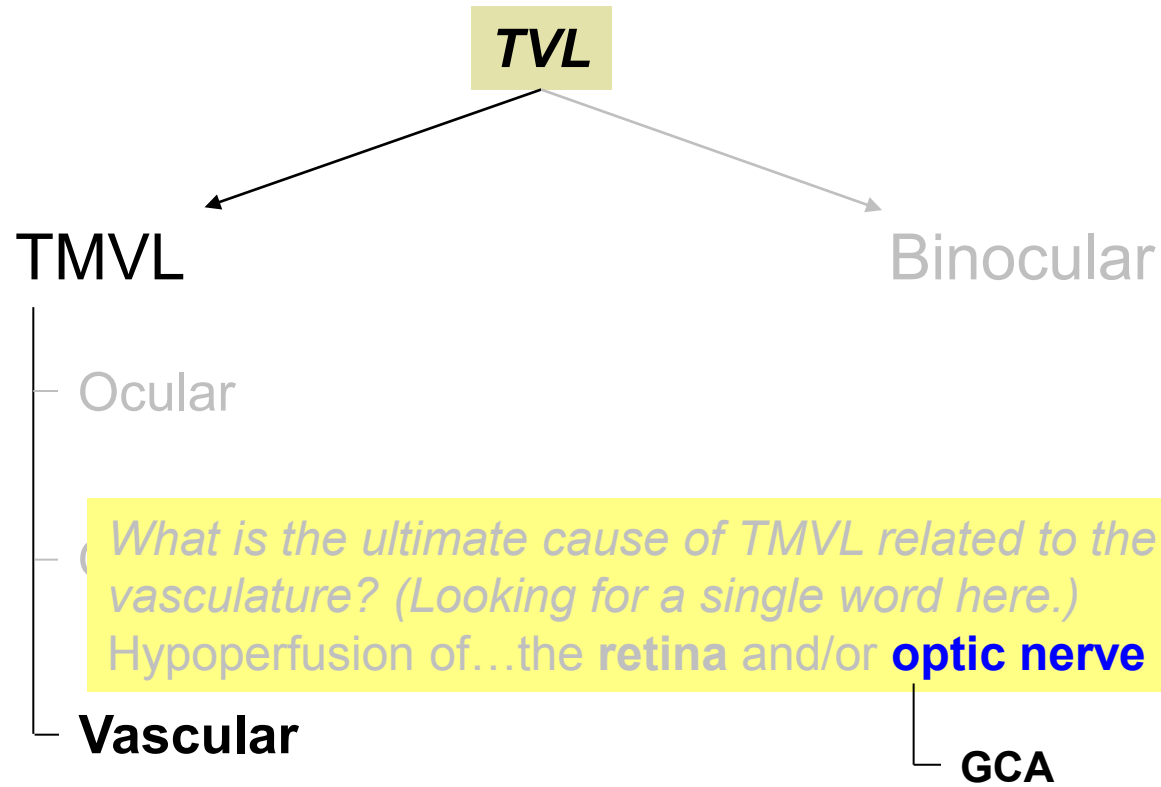 TVL
TMVL
Binocular
Ocular
What is the ultimate cause of TMVL related to the
vasculature? (Looking for a single word here.)
Hypoperfusion of…the retina and/or optic nerve
Vascular
GCA